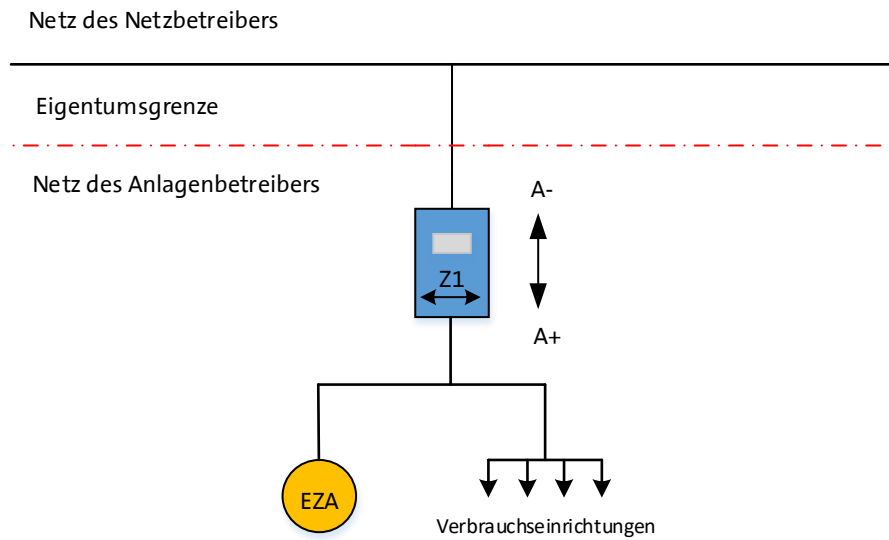 Netz des Netzbetreibers
Eigentumsgrenze
Netz des Anlagenbetreibers
A-
Z1
A+
EZA
Verbrauchseinrichtungen